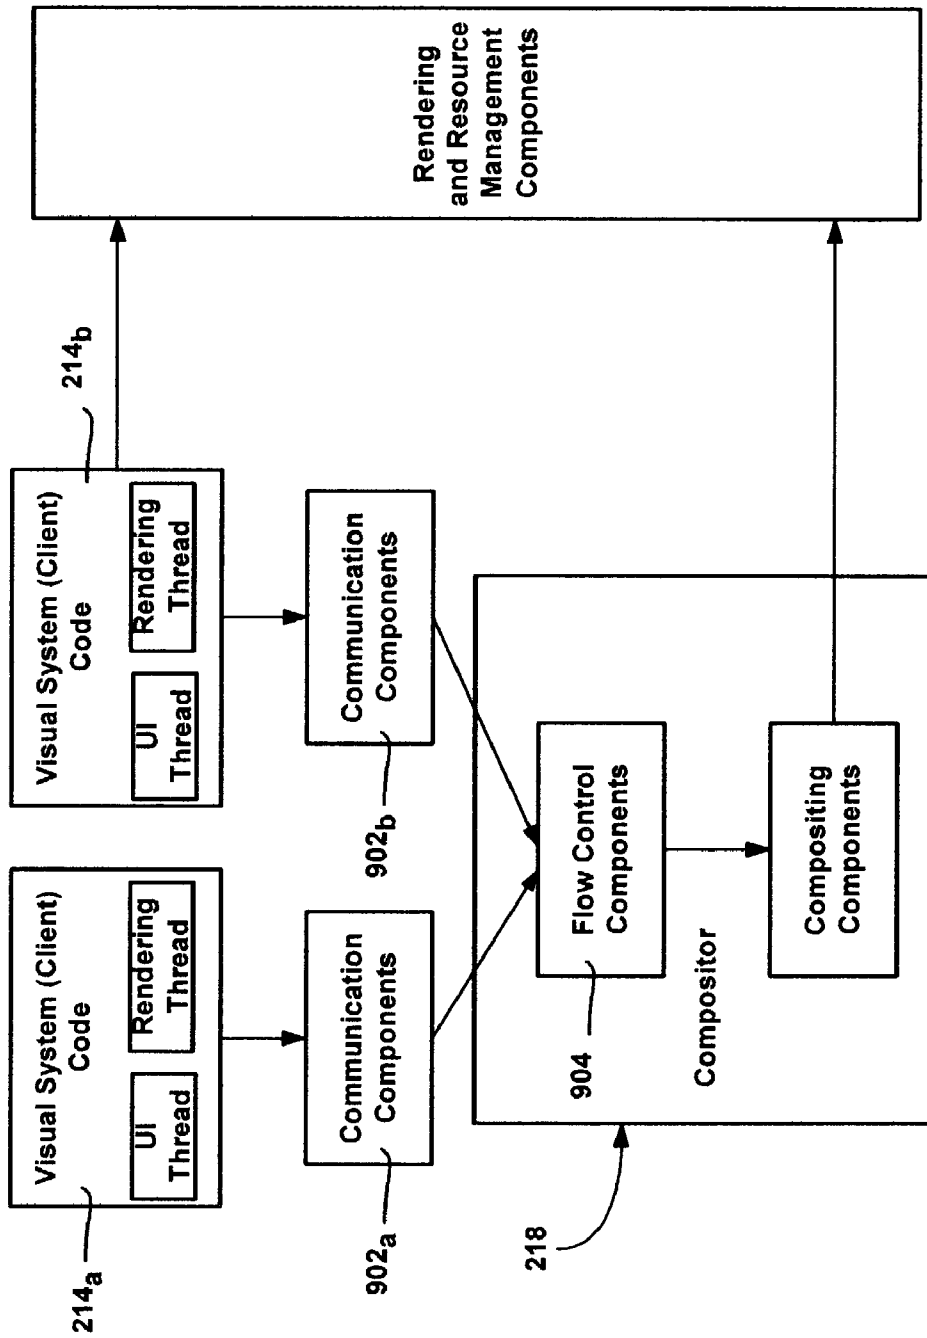 214a
Visual System (Client)
Code
UI
Thread
Rendering
Thread
Visual System (Client)
Code
UI
Thread
Rendering
Thread
214b
902a
Communication
Components
902b
Communication
Components
218
904
Flow Control
Components
Compositor
Compositing
Components
Rendering
and Resource
Management
Components